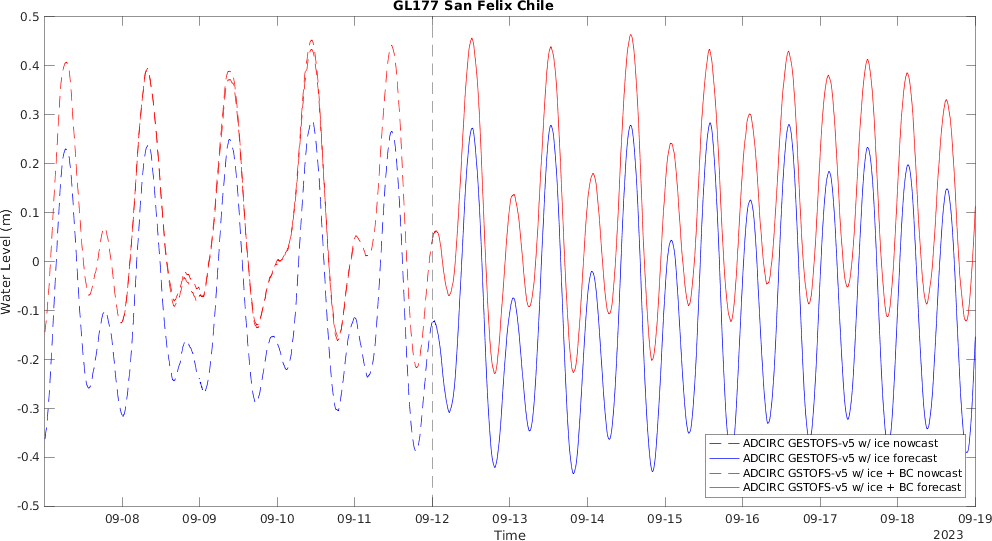 GL177 San Felix Chile
0.5
0.4
0.3
0.2
0.1
0
-0.1
-0.2
-0.3
-0.4
-0.5
Water Level (m)
ADCIRC GESTOFS-v5 w/ ice nowcast
ADCIRC GESTOFS-v5 w/ ice forecast
ADCIRC GSTOFS-v5 w/ ice + BC nowcast
ADCIRC GSTOFS-v5 w/ ice + BC forecast
09-08 09-09 09-10 09-11 09-12 09-13 09-14 09-15 09-16 09-17 09-18 09-19
Time
2023